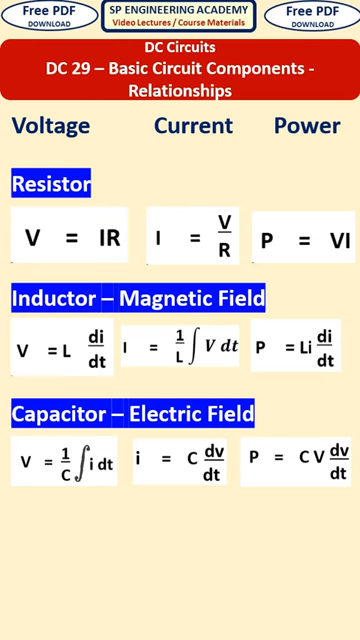 Free PDF
DOWNLOAD
SP ENGINEERING ACADEMY
Video Lectures / Course Materials
Free PDF
DOWNLOAD
DC Circuits
DC 29 – Basic Circuit Components -
Relationships
Voltage Current Power
Resistor
V = IR I = V/R P = VI
Inductor – Magnetic Field
V = L di/dt I = 1/L ∫ V dt P = Li di/dt
Capacitor – Electric Field
V = 1/C ∫ i dt i = C dv/dt P = C V dv/dt